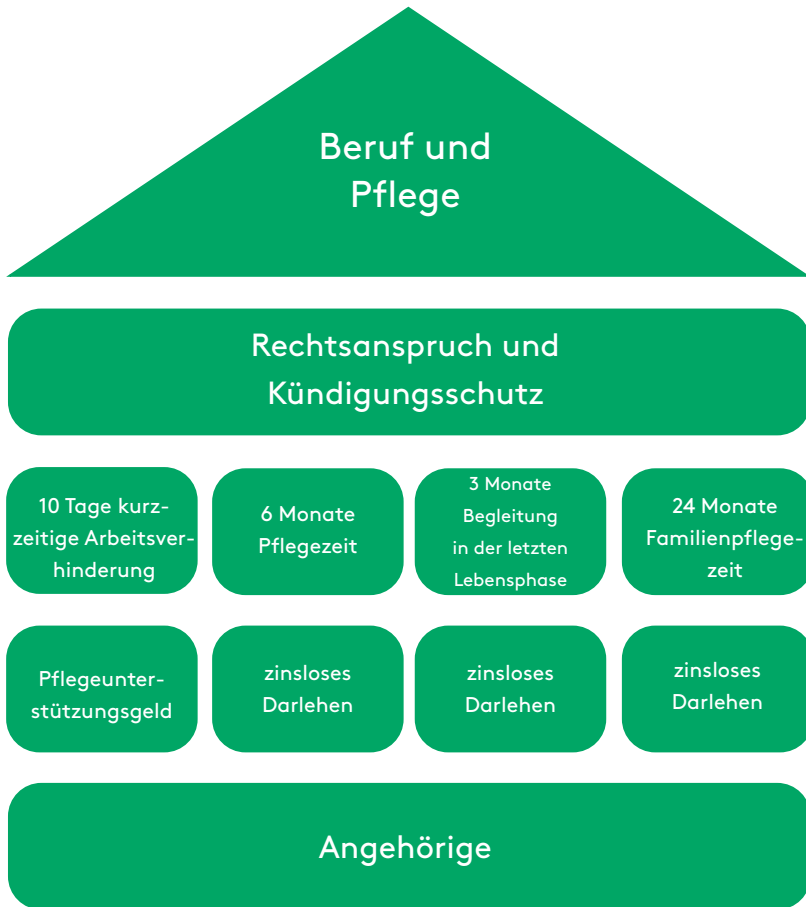 Beruf und
Pflege
Rechtsanspruch und
Kündigungsschutz
10 Tage kurz-
zeitige Arbeitsver-
hinderung
6 Monate
Pflegezeit
3 Monate
Begleitung
in der letzten
Lebensphase
24 Monate
Familienpflege-
zeit
Pflegeunter-
stützungsgeld
zinsloses
Darlehen
zinsloses
Darlehen
zinsloses
Darlehen
Angehörige